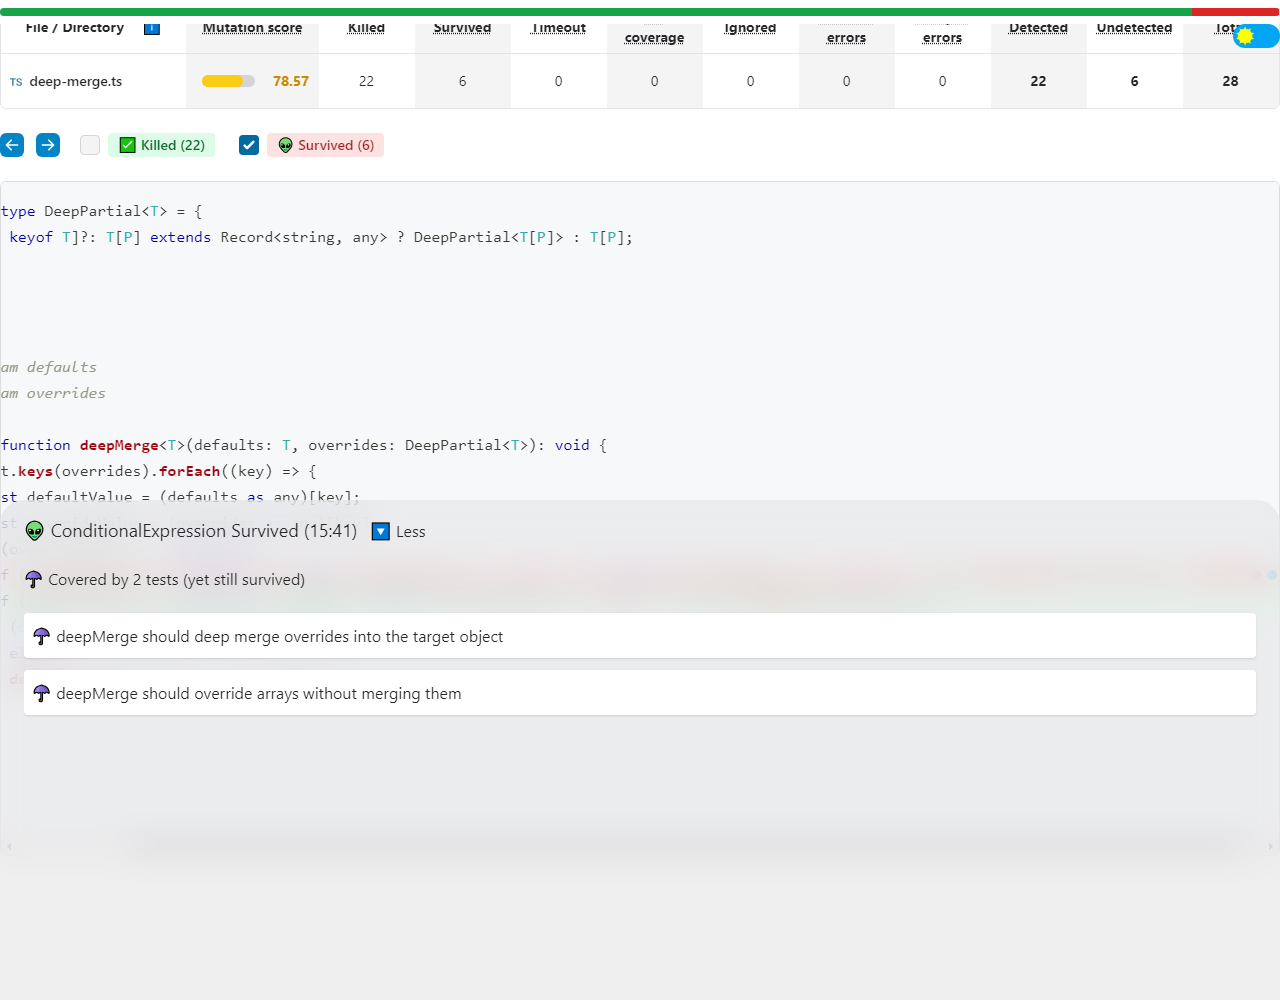 File / Directory Mutation score Killed Survived Timeout coverage Ignored errors errors Detected Undetected
TS deep-merge.ts 78.57 22 6 0 0 0 0 0 22 6 28
Killed (22) Survived (6)
type DeepPartial<T> = {
keyof T]?: T[P] extends Record<string, any> ? DeepPartial<T[P]> : T[P];
am defaults
am overrides
function deepMerge<T>(defaults: T, overrides: DeepPartial<T>): void {
t.keys(overrides).forEach((key) => {
st defaultValue = (defaults as any)[key];
ConditionalExpression Survived (15:41) Less
Covered by 2 tests (yet still survived)
deepMerge should deep merge overrides into the target object
deepMerge should override arrays without merging them